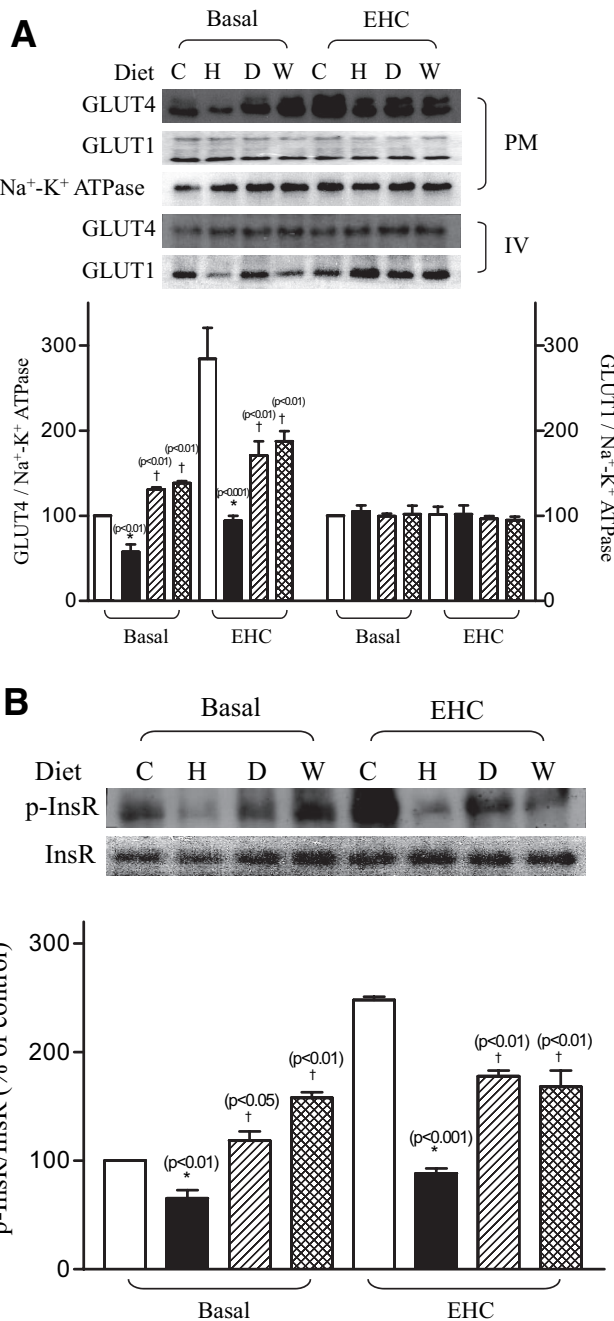 A
Basal EHC
Diet C H D W C H D W
GLUT4
GLUT1
PM
Na⁺-K⁺ ATPase
GLUT4
GLUT1
IV
GLUT4 / Na⁺-K⁺ ATPase
300 300
200 200
100 100
0 0
(p<0.01)
*
(p<0.01)
†
(p<0.01)
†
(p<0.001)
*
(p<0.01)
†
(p<0.01)
†
GLUT1 / Na⁺-K⁺ ATPase
Basal EHC Basal EHC
B
Basal EHC
Diet C H D W C H D W
p-InsR
InsR
p-InsR/InsR (% of control)
300
200
100
0
(p<0.01)
*
(p<0.05)
†
(p<0.01)
†
(p<0.001)
*
(p<0.01)
†
(p<0.01)
†
Basal EHC